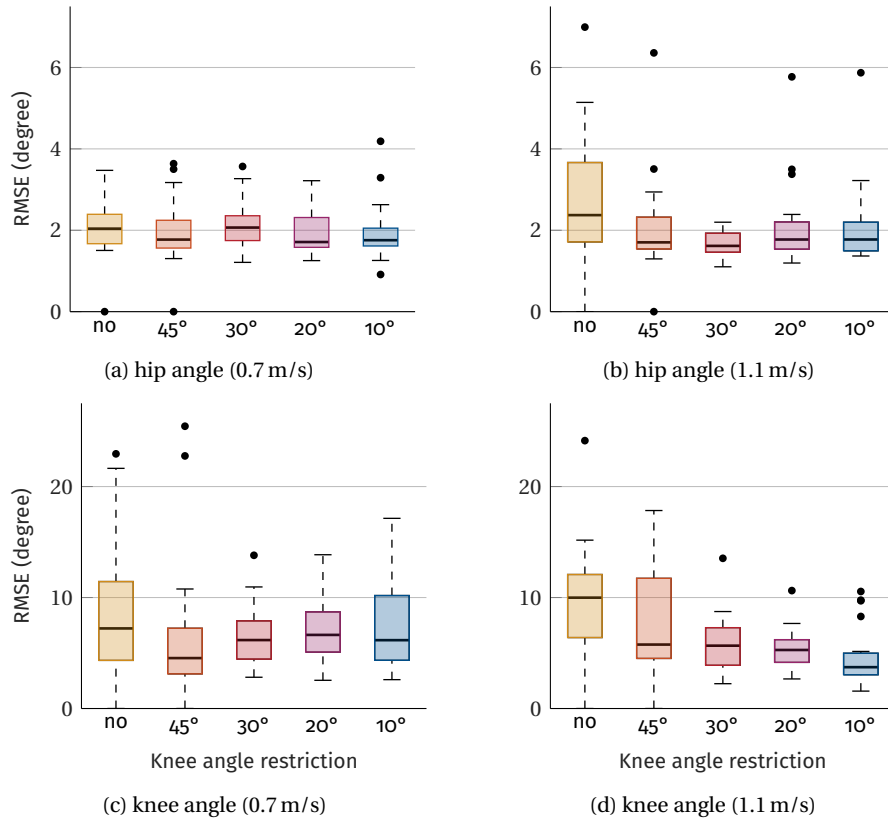 RMSE (degree)
6
4
2
0
no 45° 30° 20° 10°
(a) hip angle (0.7 m/s)
6
4
2
0
no 45° 30° 20° 10°
(b) hip angle (1.1 m/s)
RMSE (degree)
20
10
0
no 45° 30° 20° 10°
Knee angle restriction
(c) knee angle (0.7 m/s)
20
10
0
no 45° 30° 20° 10°
Knee angle restriction
(d) knee angle (1.1 m/s)